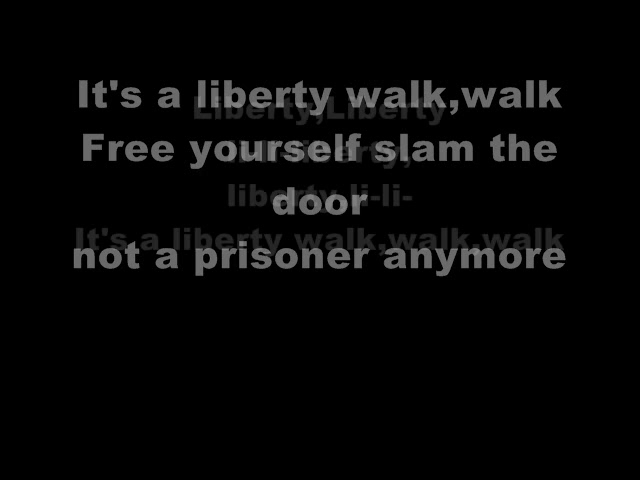 It's a liberty walk,walk
Liberty,Liberty
Free yourself slam the
liberty,
door
liberty,li-li-
not a prisoner anymore
It's a liberty walk,walk,walk